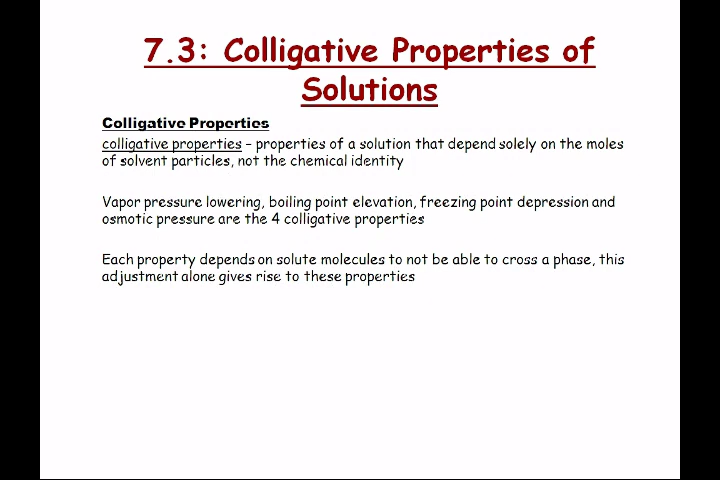 7.3: Colligative Properties of
Solutions
Colligative Properties
colligative properties – properties of a solution that depend solely on the moles
of solvent particles, not the chemical identity
Vapor pressure lowering, boiling point elevation, freezing point depression and
osmotic pressure are the 4 colligative properties
Each property depends on solute molecules to not be able to cross a phase, this
adjustment alone gives rise to these properties